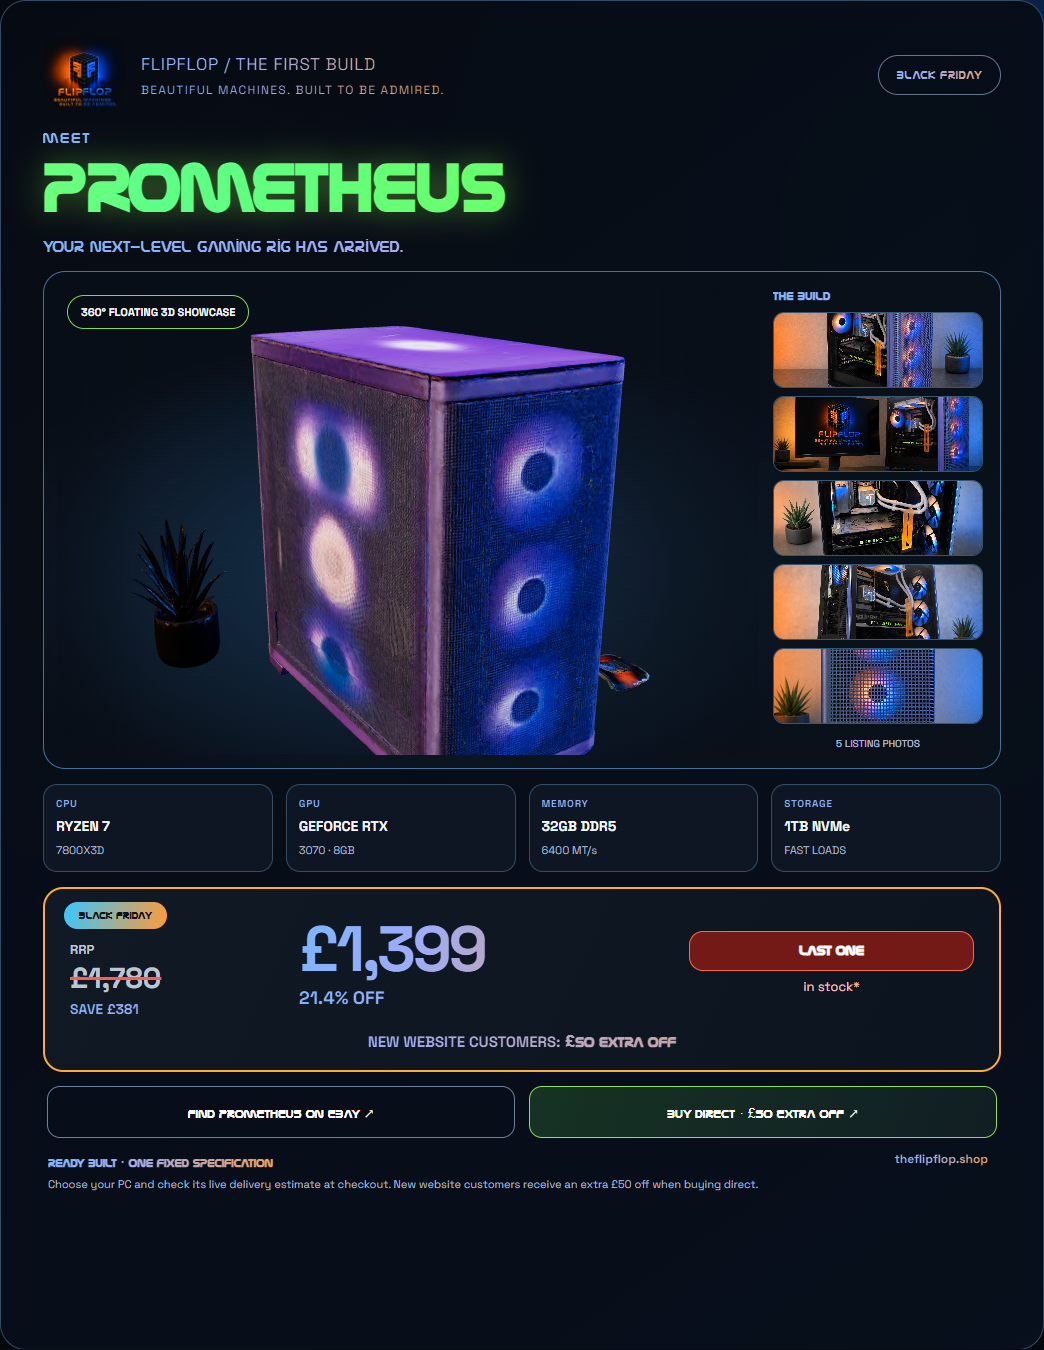 FLIPFLOP
FLIPFLOP / THE FIRST BUILD
BEAUTIFUL MACHINES. BUILT TO BE ADMIRED.
BLACK FRIDAY
MEET
PROMETHEUS
YOUR NEXT-LEVEL GAMING RIG HAS ARRIVED.
360° FLOATING 3D SHOWCASE
THE BUILD
FLIPFLOP
5 LISTING PHOTOS
CPU
RYZEN 7
7800X3D
GPU
GEFORCE RTX
3070 · 8GB
MEMORY
32GB DDR5
6400 MT/s
STORAGE
1TB NVMe
FAST LOADS
BLACK FRIDAY
RRP
£1,780
SAVE £381
£1,399
21.4% OFF
LAST ONE
in stock*
NEW WEBSITE CUSTOMERS: £50 EXTRA OFF
FIND PROMETHEUS ON EBAY ↗
BUY DIRECT · £50 EXTRA OFF ↗
READY BUILT · ONE FIXED SPECIFICATION
theflipflop.shop
Choose your PC and check its live delivery estimate at checkout. New website customers receive an extra £50 off when buying direct.